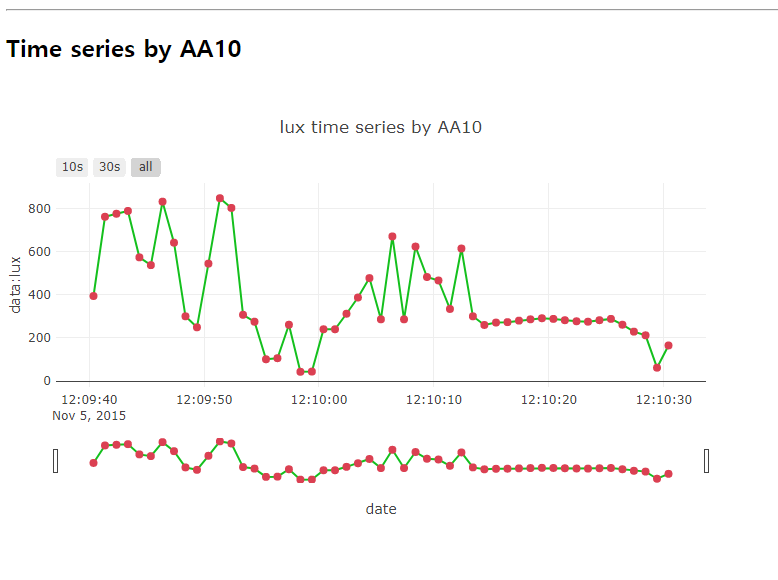 Time series by AA10
lux time series by AA10
10s 30s all
data:lux
800
600
400
200
0
12:09:40 12:09:50 12:10:00 12:10:10 12:10:20 12:10:30
Nov 5, 2015
date